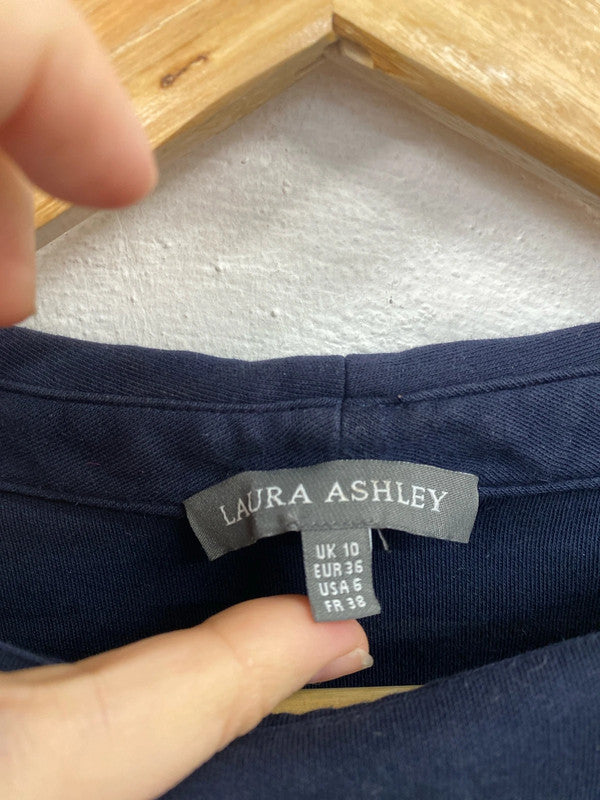 LAURA ASHLEY
UK 10
EUR 36
USA 6
FR 38